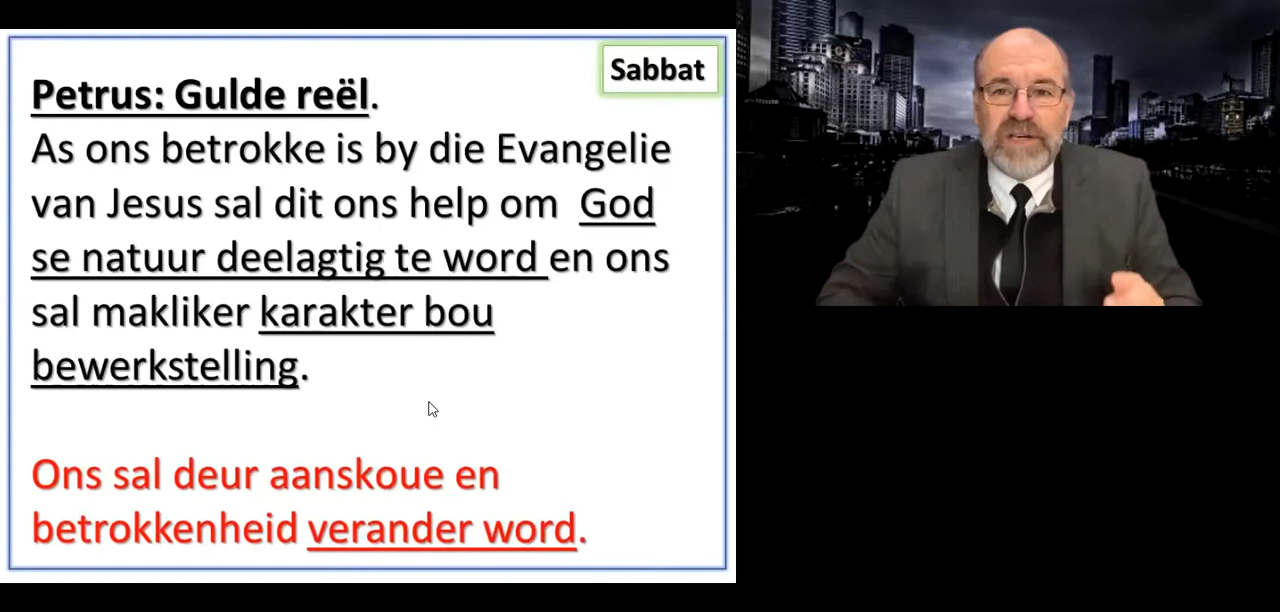 Sabbat
Petrus: Gulde reël.
As ons betrokke is by die Evangelie
van Jesus sal dit ons help om God
se natuur deelagtig te word en ons
sal makliker karakter bou
bewerkstelling.
Ons sal deur aanskoue en
betrokkenheid verander word.